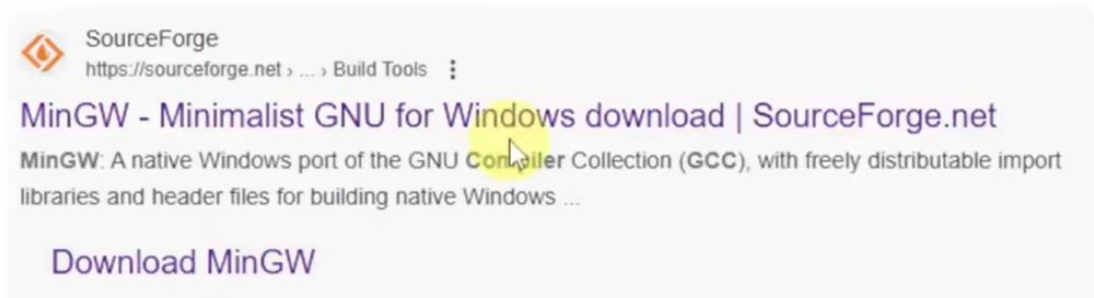 SourceForge
https://sourceforge.net › ... › Build Tools
MinGW - Minimalist GNU for Windows download | SourceForge.net
MinGW: A native Windows port of the GNU Compiler Collection (GCC), with freely distributable import
libraries and header files for building native Windows ...
Download MinGW